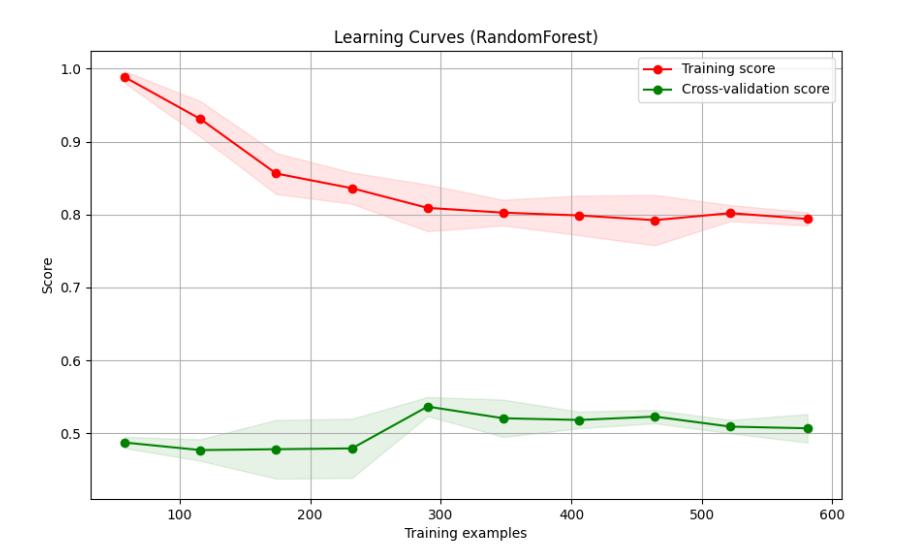 Learning Curves (RandomForest)
Training score
Cross-validation score
1.0
0.9
0.8
0.7
0.6
0.5
Score
100
200
300
400
500
600
Training examples